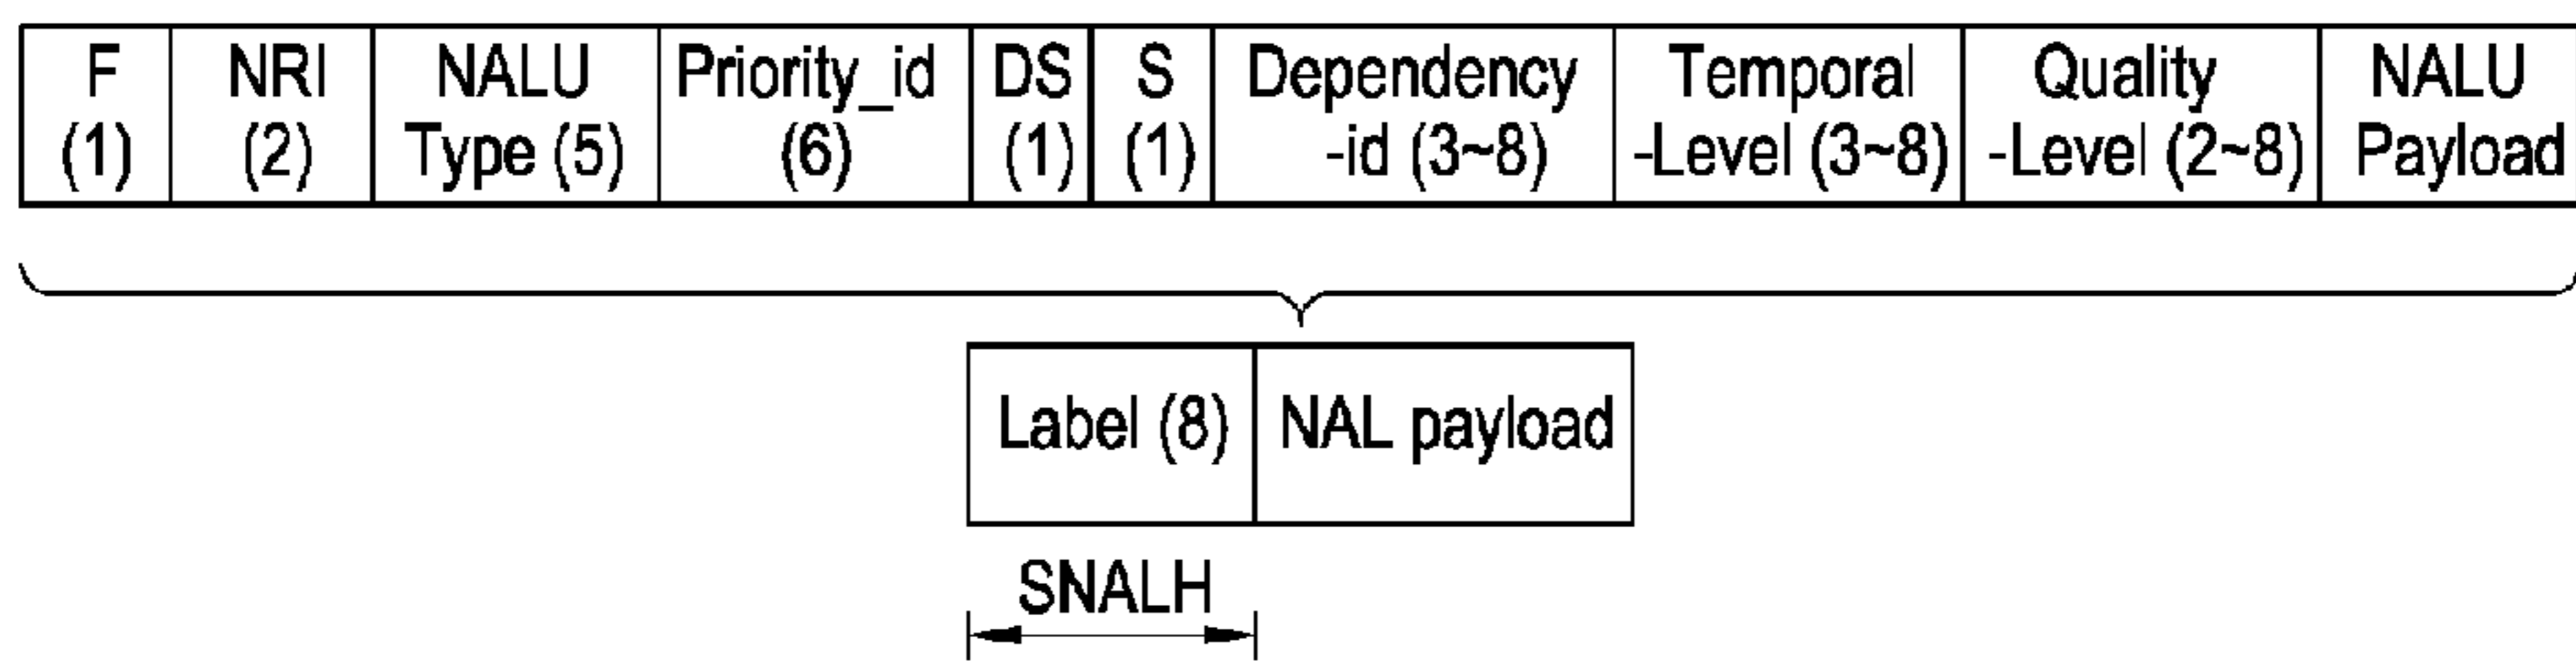 F NRI NALU Priority_id DS S Dependency Temporal Quality NALU
(1) (2) Type (5) (6) (1) (1) -id (3~8) -Level (3~8) -Level (2~8) Payload
Label (8) NAL payload
SNALH